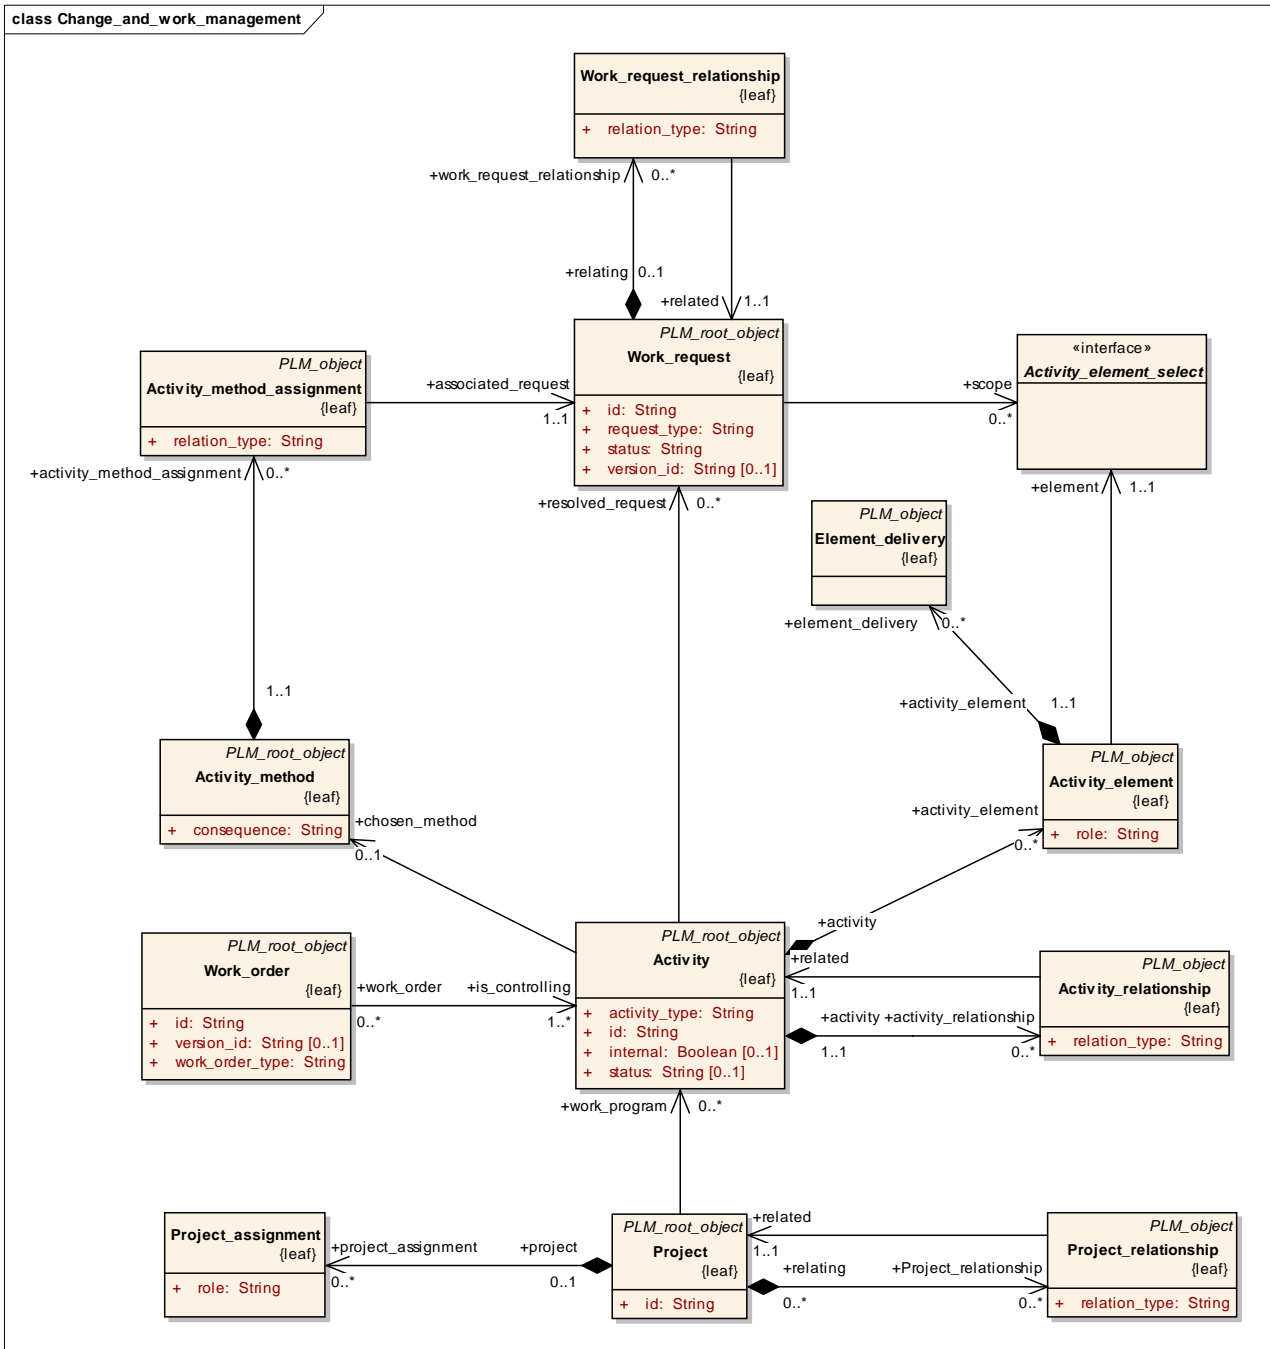 class Change_and_work_management
Work_request_relationship
{leaf}
+ relation_type: String
+work_request_relationship 0..*
+relating 0..1
+related 1..1
PLM_root_object
Work_request
{leaf}
+ id: String
+ request_type: String
+ status: String
+ version_id: String [0..1]
PLM_object
Activity_method_assignment
{leaf}
+ relation_type: String
+associated_request
1..1
«interface»
Activity_element_select
+scope
0..*
+activity_method_assignment 0..*
+resolved_request 0..*
+element 1..1
PLM_object
Element_delivery
{leaf}
+element_delivery 0..*
+activity_element 1..1
1..1
PLM_root_object
Activity_method
{leaf}
+ consequence: String
+chosen_method
0..1
PLM_object
Activity_element
{leaf}
+ role: String
+activity_element
0..*
+activity
PLM_root_object
Work_order
{leaf}
+ id: String
+ version_id: String [0..1]
+ work_order_type: String
+work_order +is_controlling
0..* 1..*
PLM_root_object
Activity
{leaf}
+ activity_type: String
+ id: String
+ internal: Boolean [0..1]
+ status: String [0..1]
+related
1..1
+activity +activity_relationship
1..1 0..*
PLM_object
Activity_relationship
{leaf}
+ relation_type: String
+work_program 0..*
Project_assignment
{leaf}
+ role: String
+project_assignment +project
0..* 0..1
PLM_root_object
Project
{leaf}
+ id: String
+related
1..1
+relating +Project_relationship
0..* 0..*
PLM_object
Project_relationship
{leaf}
+ relation_type: String